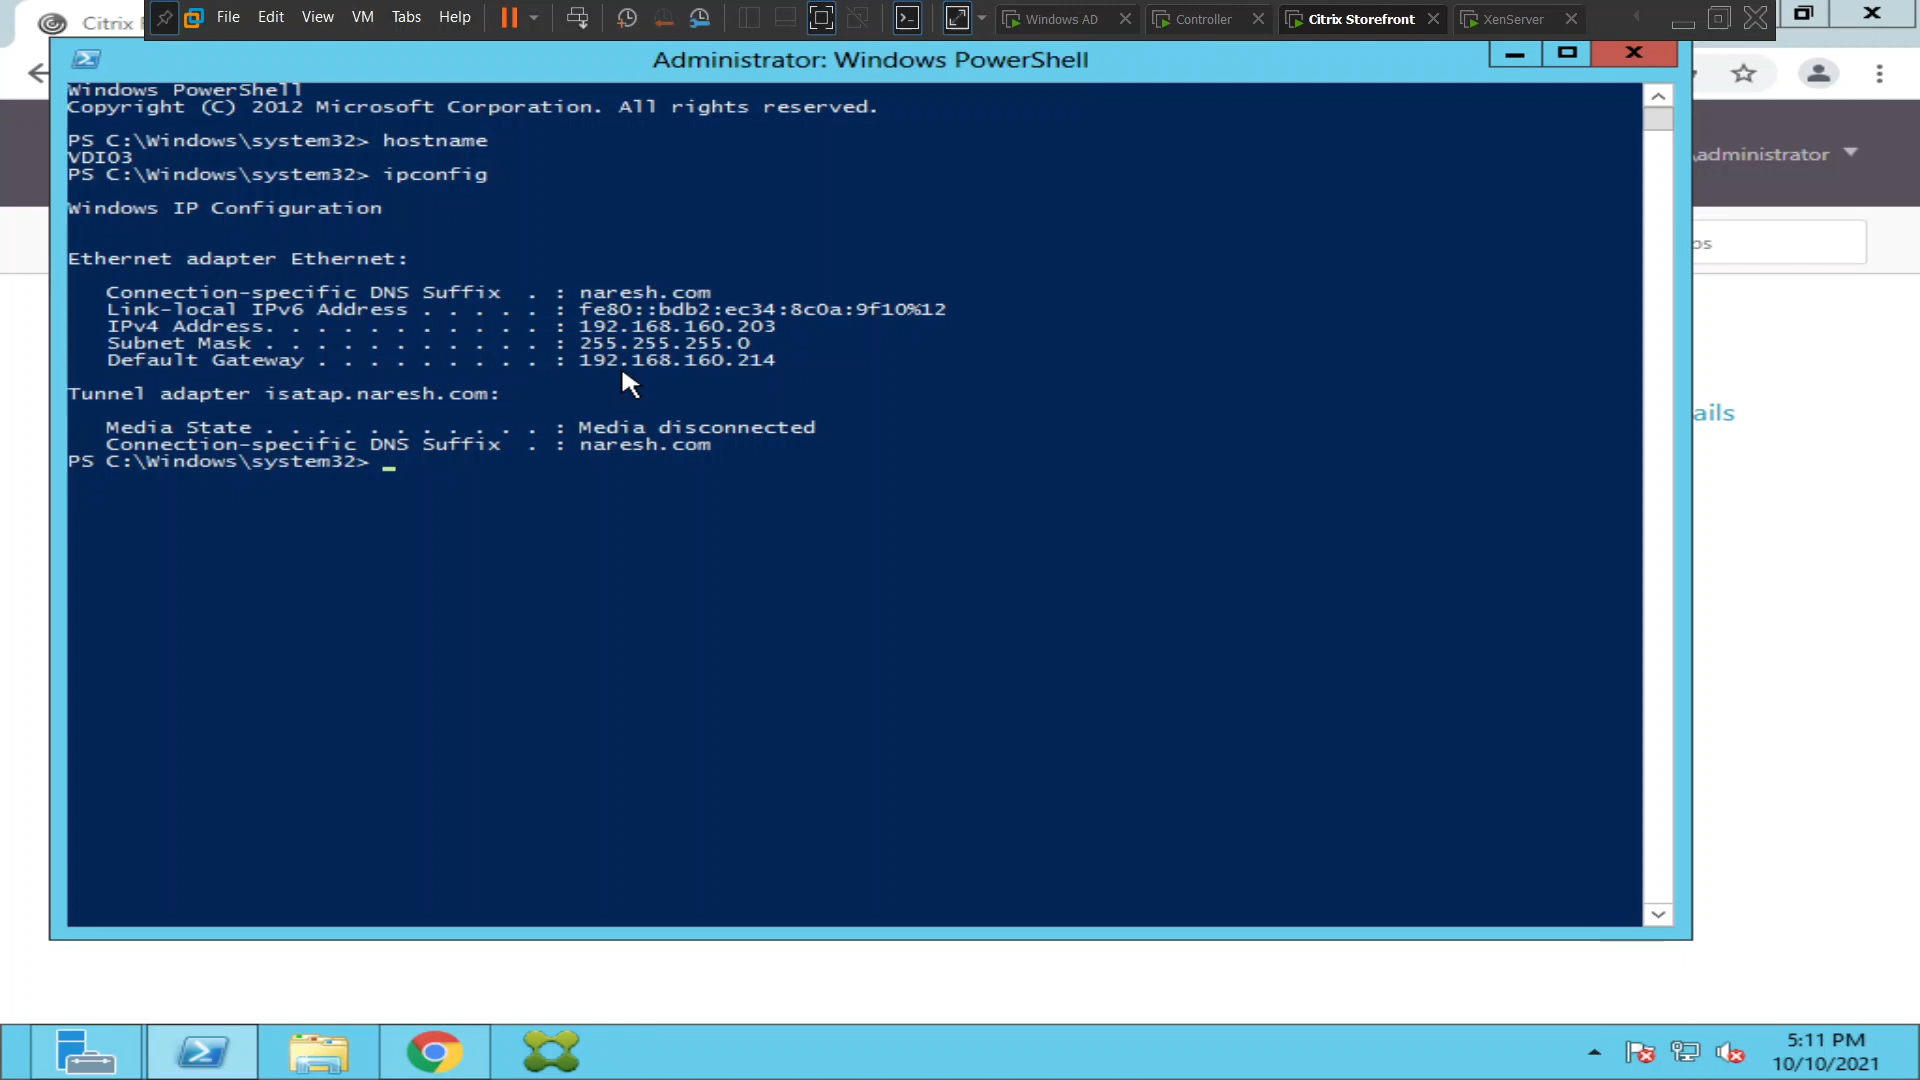 Citrix
File Edit View VM Tabs Help
Windows AD
Controller
Citrix Storefront
XenServer
Administrator: Windows PowerShell
Windows PowerShell
Copyright (C) 2012 Microsoft Corporation. All rights reserved.
PS C:\Windows\system32> hostname
VDI03
PS C:\Windows\system32> ipconfig
Windows IP Configuration
Ethernet adapter Ethernet:
Connection-specific DNS Suffix . : naresh.com
Link-local IPv6 Address . . . . . : fe80::bdb2:ec34:8c0a:9f10%12
IPv4 Address. . . . . . . . . . . : 192.168.160.203
Subnet Mask . . . . . . . . . . . : 255.255.255.0
Default Gateway . . . . . . . . . : 192.168.160.214
Tunnel adapter isatap.naresh.com:
Media State . . . . . . . . . . . : Media disconnected
Connection-specific DNS Suffix . : naresh.com
PS C:\Windows\system32> _
\administrator
ails
5:11 PM
10/10/2021